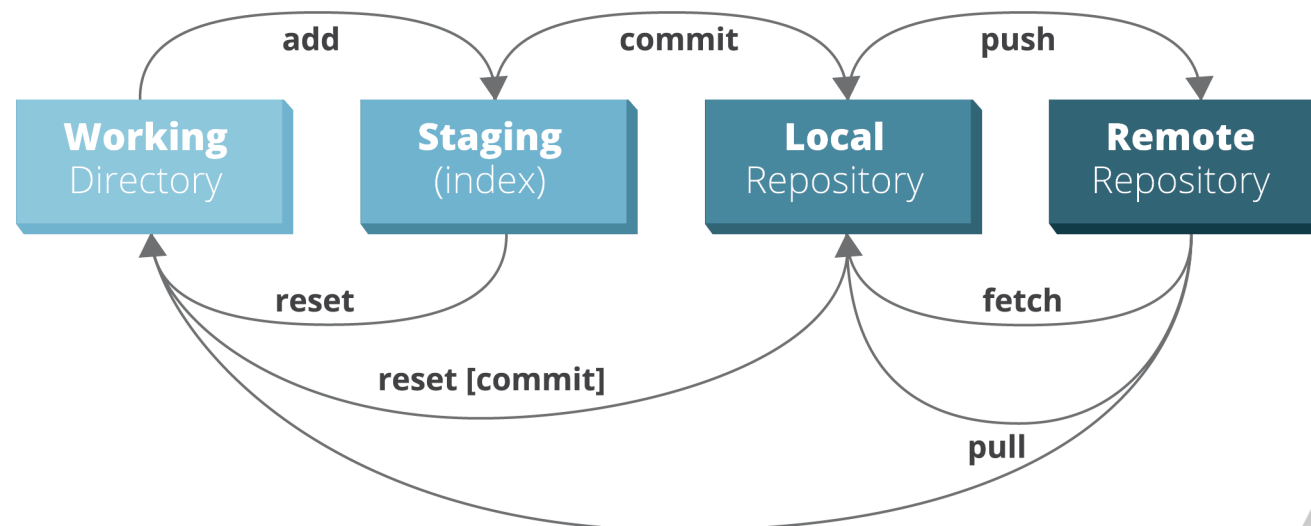 add
commit
push
Working
Directory
Staging
(index)
Local
Repository
Remote
Repository
reset
fetch
reset [commit]
pull